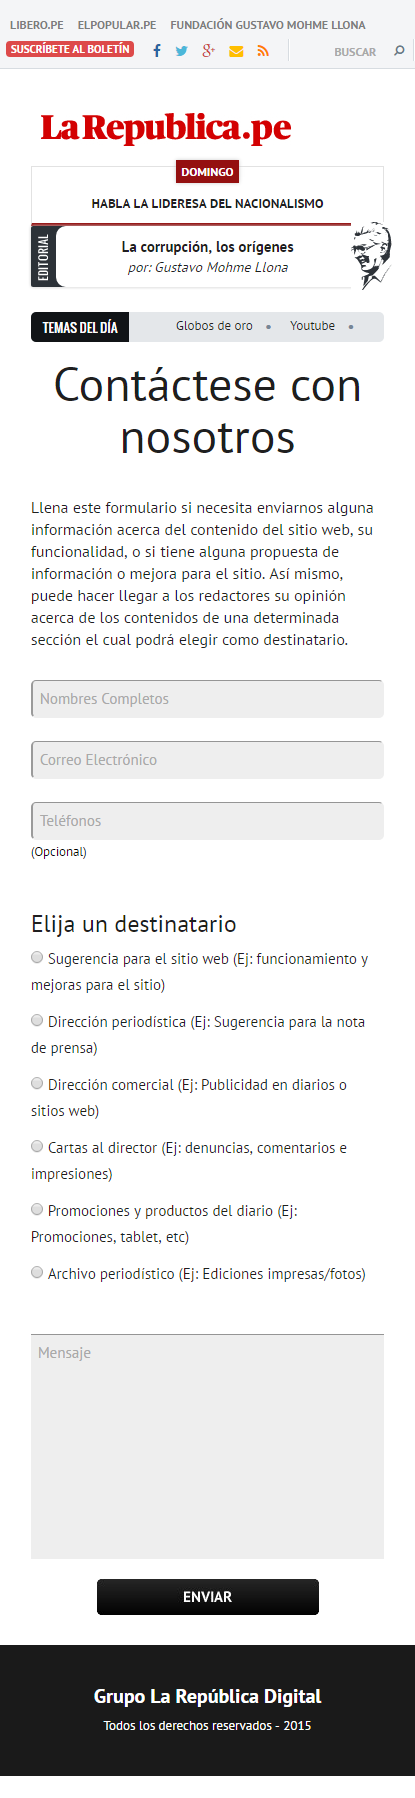 LIBERO.PE ELPOPULAR.PE FUNDACIÓN GUSTAVO MOHME LLONA
SUSCRÍBETE AL BOLETÍN
BUSCAR
LaRepublica.pe
DOMINGO
HABLA LA LIDERESA DEL NACIONALISMO
EDITORIAL
La corrupción, los orígenes
por: Gustavo Mohme Llona
TEMAS DEL DÍA Globos de oro • Youtube •
Contáctese con
nosotros
Llena este formulario si necesita enviarnos alguna
información acerca del contenido del sitio web, su
funcionalidad, o si tiene alguna propuesta de
información o mejora para el sitio. Así mismo,
puede hacer llegar a los redactores su opinión
acerca de los contenidos de una determinada
sección el cual podrá elegir como destinatario.
Nombres Completos
Correo Electrónico
Teléfonos
(Opcional)
Elija un destinatario
Sugerencia para el sitio web (Ej: funcionamiento y
mejoras para el sitio)
Dirección periodística (Ej: Sugerencia para la nota
de prensa)
Dirección comercial (Ej: Publicidad en diarios o
sitios web)
Cartas al director (Ej: denuncias, comentarios e
impresiones)
Promociones y productos del diario (Ej:
Promociones, tablet, etc)
Archivo periodístico (Ej: Ediciones impresas/fotos)
Mensaje
ENVIAR
Grupo La República Digital
Todos los derechos reservados - 2015